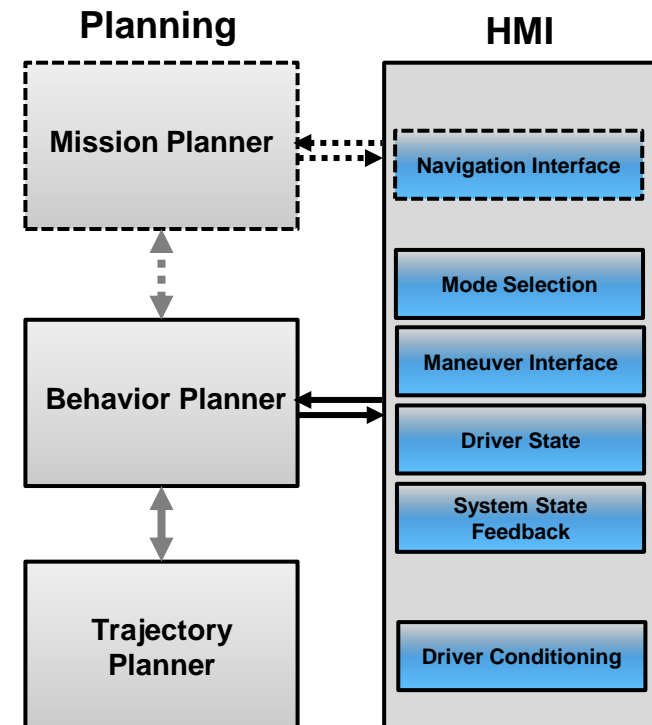 Planning
HMI
Mission Planner
Navigation Interface
Mode Selection
Maneuver Interface
Behavior Planner
Driver State
System State
Feedback
Trajectory
Planner
Driver Conditioning